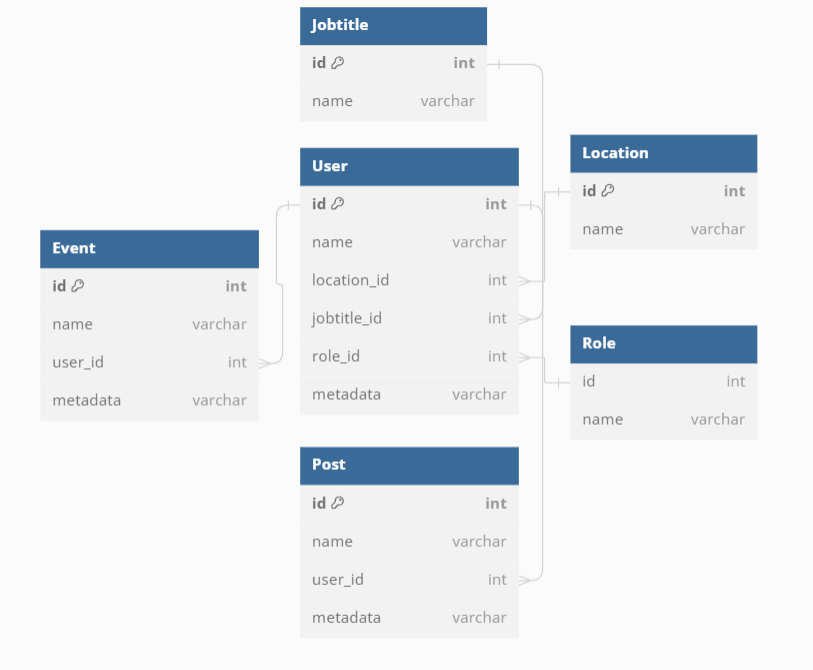 Jobtitle
id int
name varchar
User
id int
name varchar
location_id int
jobtitle_id int
role_id int
metadata varchar
Location
id int
name varchar
Event
id int
name varchar
user_id int
metadata varchar
Role
id int
name varchar
Post
id int
name varchar
user_id int
metadata varchar